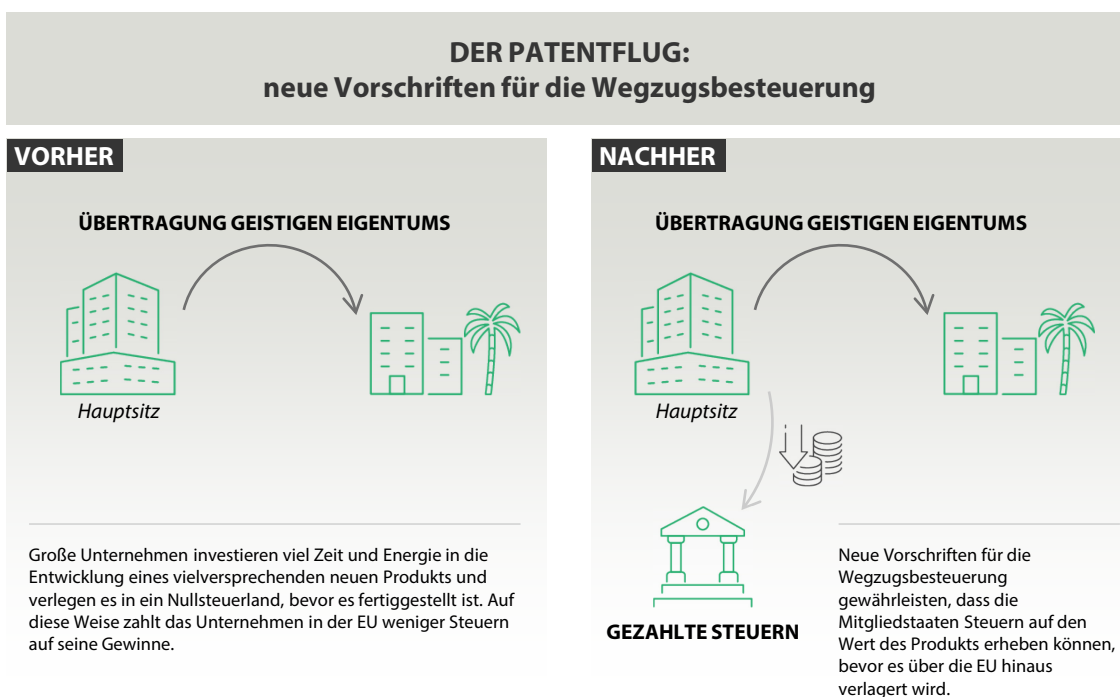 DER PATENTFLUG:
neue Vorschriften für die Wegzugsbesteuerung
VORHER
ÜBERTRAGUNG GEISTIGEN EIGENTUMS
Hauptsitz
Große Unternehmen investieren viel Zeit und Energie in die
Entwicklung eines vielversprechenden neuen Produkts und
verlegen es in ein Nullsteuerland, bevor es fertiggestellt ist. Auf
diese Weise zahlt das Unternehmen in der EU weniger Steuern
auf seine Gewinne.
NACHHER
ÜBERTRAGUNG GEISTIGEN EIGENTUMS
Hauptsitz
GEZAHLTE STEUERN
Neue Vorschriften für die
Wegzugsbesteuerung
gewährleisten, dass die
Mitgliedstaaten Steuern auf den
Wert des Produkts erheben können,
bevor es über die EU hinaus
verlagert wird.